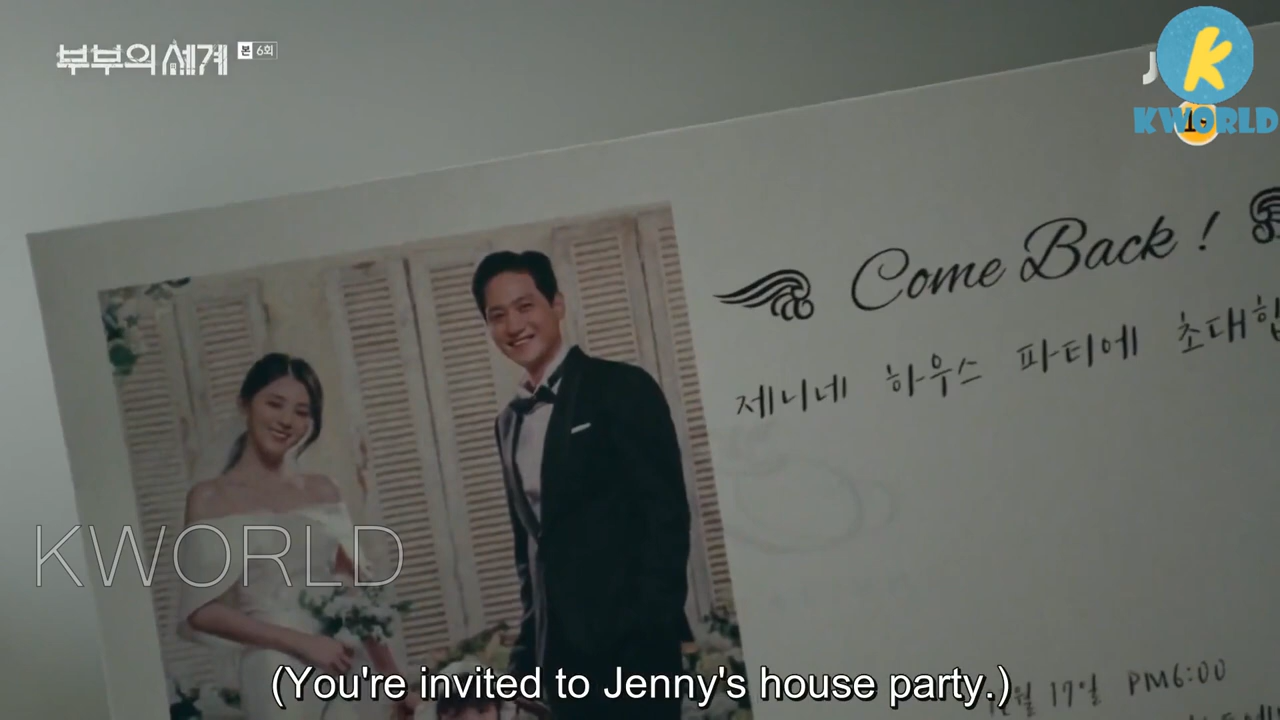 부부의 세계 본 6회
K
KWORLD
Come Back !
제니네 하우스 파티에 초대합
KWORLD
17일 PM6:00
(You're invited to Jenny's house party.)